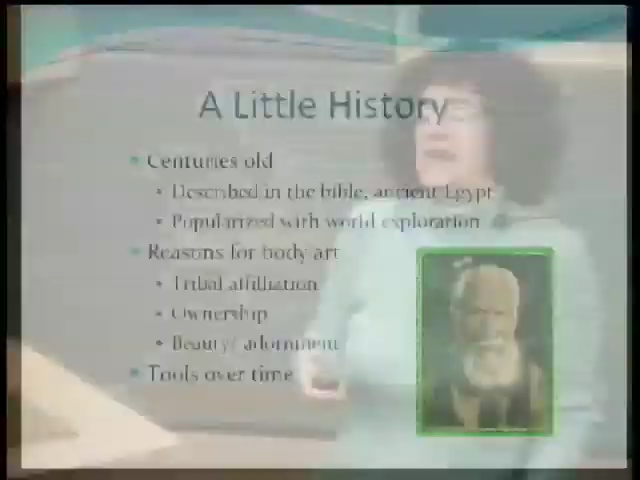 A Little History
Centuries old
Described in the bible, ancient Egypt
Popularized with world exploration
Reasons for body art
Tribal affiliation
Ownership
Beauty/ adornment
Tools over time